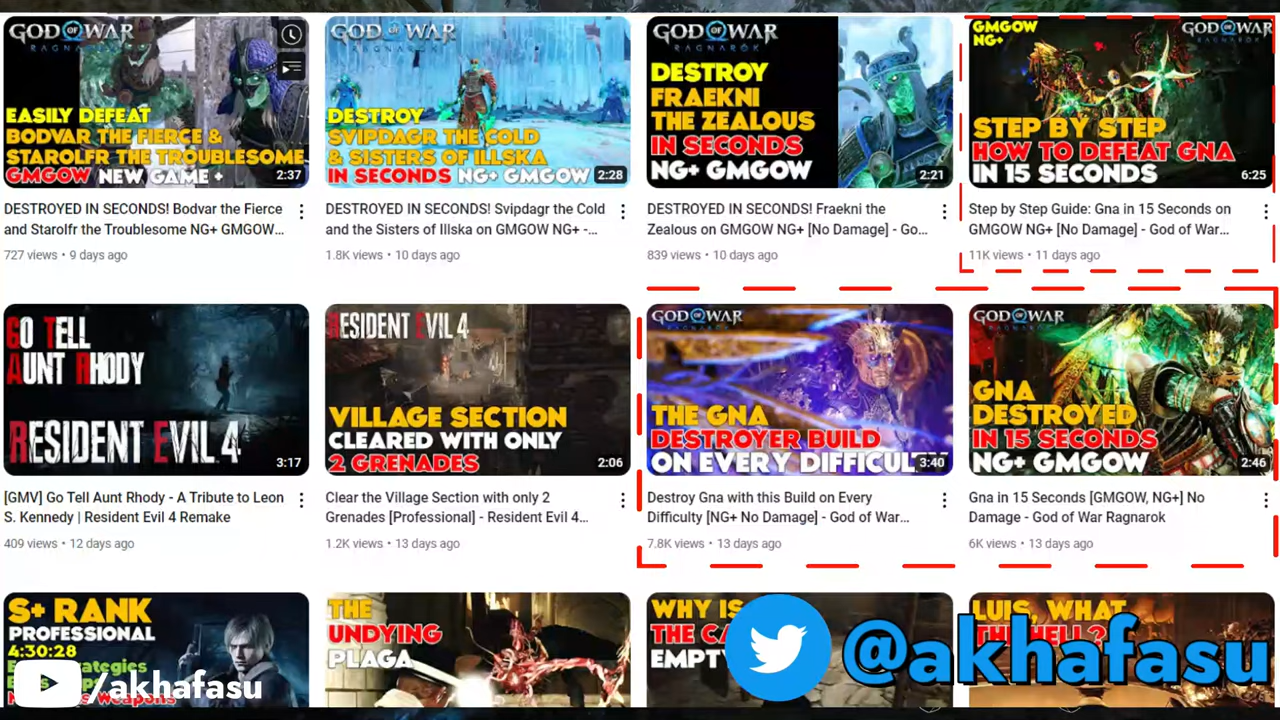 GOD OF WAR
RAGNARÖK
EASILY DEFEAT
BODVAR THE FIERCE &
STAROLFR THE TROUBLESOME
GMGOW NEW GAME +
2:37
GOD OF WAR
RAGNARÖK
DESTROY
SVIPDAGR THE COLD
& SISTERS OF ILLSKA
IN SECONDS NG+ GMGOW
2:28
GOD OF WAR
RAGNARÖK
DESTROY
FRAEKNI
THE ZEALOUS
IN SECONDS
NG+ GMGOW
2:21
GMGOW
NG+
GOD OF WAR
RAGNARÖK
STEP BY STEP
HOW TO DEFEAT GNA
IN 15 SECONDS
6:25
DESTROYED IN SECONDS! Bodvar the Fierce
and Starolfr the Troublesome NG+ GMGOW...
727 views • 9 days ago
DESTROYED IN SECONDS! Svipdagr the Cold
and the Sisters of Illska on GMGOW NG+ -...
1.8K views • 10 days ago
DESTROYED IN SECONDS! Fraekni the
Zealous on GMGOW NG+ [No Damage] - Go...
839 views • 10 days ago
Step by Step Guide: Gna in 15 Seconds on
GMGOW NG+ [No Damage] - God of War...
11K views • 11 days ago
GO TELL
AUNT RHODY
RESIDENT EVIL 4
3:17
RESIDENT EVIL 4
VILLAGE SECTION
CLEARED WITH ONLY
2 GRENADES
2:06
GOD OF WAR
RAGNARÖK
THE GNA
DESTROYER BUILD
ON EVERY DIFFICULTY
3:40
GOD OF WAR
RAGNARÖK
GNA
DESTROYED
IN 15 SECONDS
NG+ GMGOW
2:46
[GMV] Go Tell Aunt Rhody - A Tribute to Leon
S. Kennedy | Resident Evil 4 Remake
409 views • 12 days ago
Clear the Village Section with only 2
Grenades [Professional] - Resident Evil 4...
1.2K views • 13 days ago
Destroy Gna with this Build on Every
Difficulty [NG+ No Damage] - God of War...
7.8K views • 13 days ago
Gna in 15 Seconds [GMGOW, NG+] No
Damage - God of War Ragnarok
6K views • 13 days ago
S+ RANK
PROFESSIONAL
4:30:28
THE
UNDYING
PLAGA
WHY IS
THE
EMPTY
LUIS, WHAT
THE HELL?
/akhafasu
@akhafasu